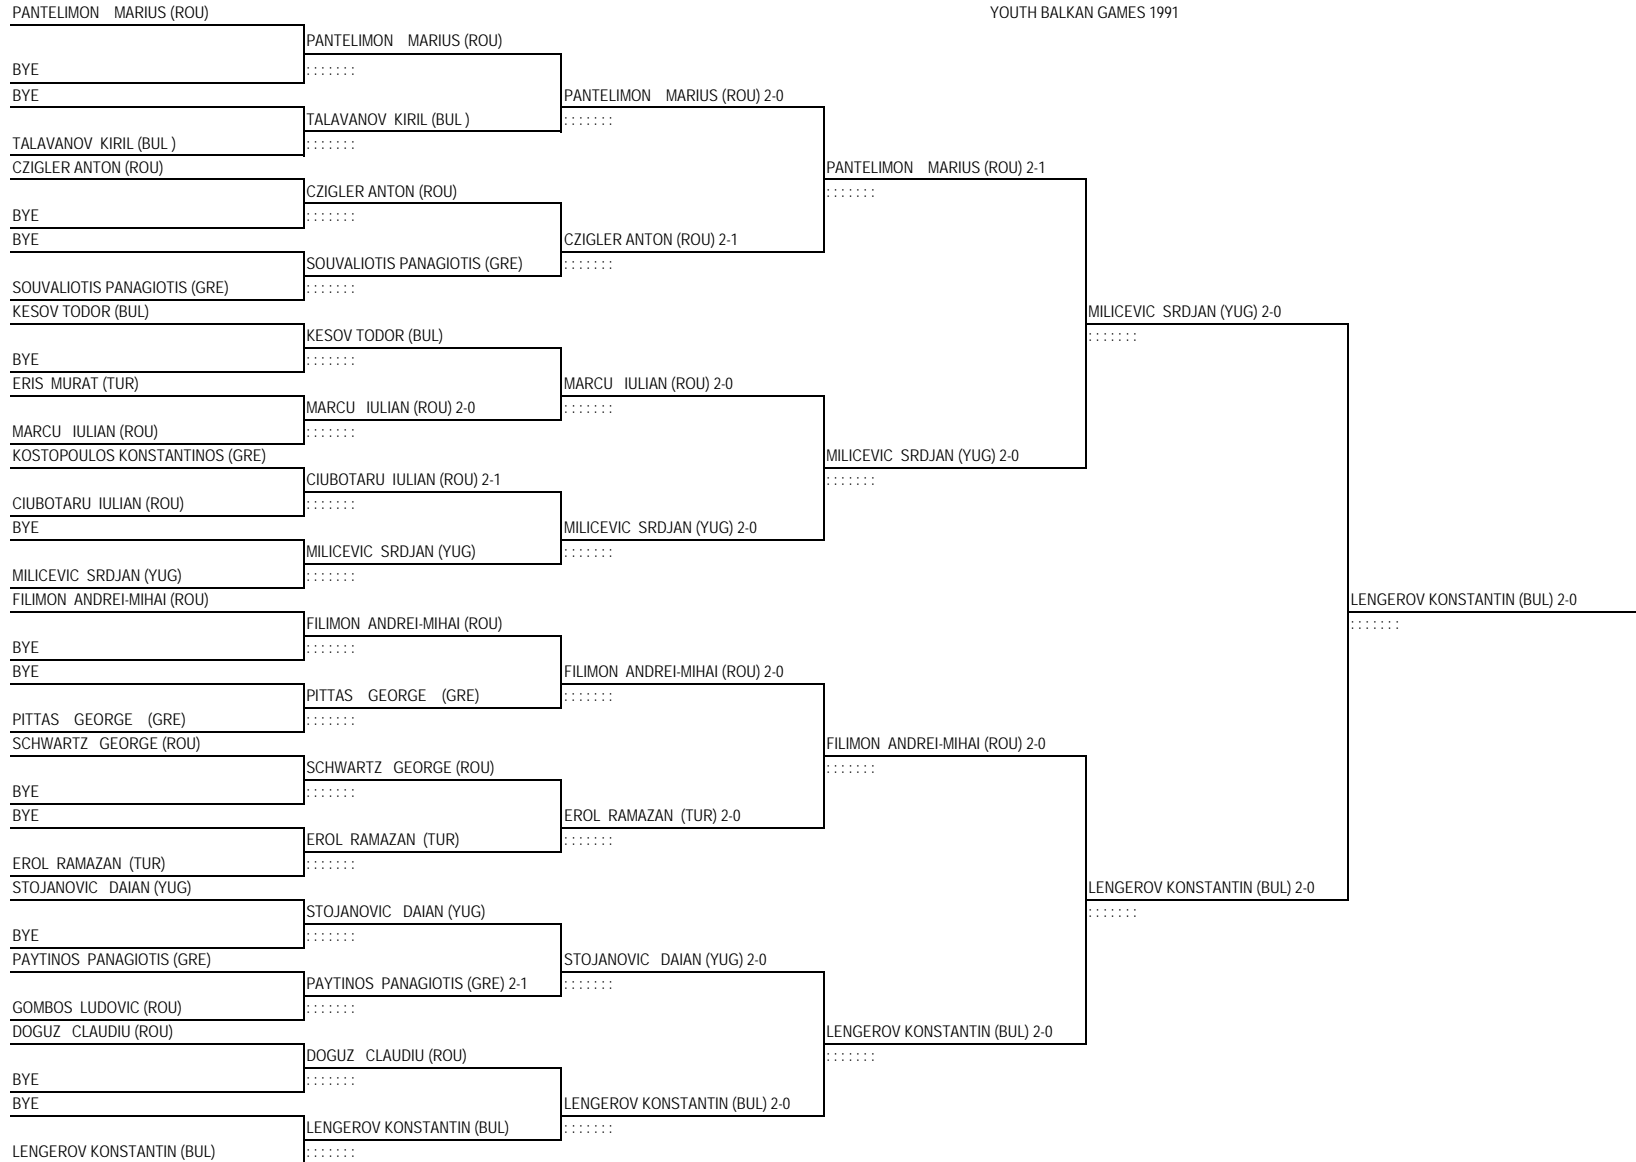 PANTELIMON MARIUS (ROU)
YOUTH BALKAN GAMES 1991
PANTELIMON MARIUS (ROU)
BYE
: : : : : : :
BYE
PANTELIMON MARIUS (ROU) 2-0
TALAVANOV KIRIL (BUL )
: : : : : : :
TALAVANOV KIRIL (BUL )
: : : : : : :
CZIGLER ANTON (ROU)
PANTELIMON MARIUS (ROU) 2-1
CZIGLER ANTON (ROU)
: : : : : : :
BYE
: : : : : : :
BYE
CZIGLER ANTON (ROU) 2-1
SOUVALIOTIS PANAGIOTIS (GRE)
: : : : : : :
SOUVALIOTIS PANAGIOTIS (GRE)
: : : : : : :
KESOV TODOR (BUL)
MILICEVIC SRDJAN (YUG) 2-0
KESOV TODOR (BUL)
: : : : : : :
BYE
: : : : : : :
ERIS MURAT (TUR)
MARCU IULIAN (ROU) 2-0
MARCU IULIAN (ROU) 2-0
: : : : : : :
MARCU IULIAN (ROU)
: : : : : : :
KOSTOPOULOS KONSTANTINOS (GRE)
MILICEVIC SRDJAN (YUG) 2-0
CIUBOTARU IULIAN (ROU) 2-1
: : : : : : :
CIUBOTARU IULIAN (ROU)
: : : : : : :
BYE
MILICEVIC SRDJAN (YUG) 2-0
MILICEVIC SRDJAN (YUG)
: : : : : : :
MILICEVIC SRDJAN (YUG)
: : : : : : :
FILIMON ANDREI-MIHAI (ROU)
LENGEROV KONSTANTIN (BUL) 2-0
FILIMON ANDREI-MIHAI (ROU)
: : : : : : :
BYE
: : : : : : :
BYE
FILIMON ANDREI-MIHAI (ROU) 2-0
PITTAS GEORGE (GRE)
: : : : : : :
PITTAS GEORGE (GRE)
: : : : : : :
SCHWARTZ GEORGE (ROU)
FILIMON ANDREI-MIHAI (ROU) 2-0
SCHWARTZ GEORGE (ROU)
: : : : : : :
BYE
: : : : : : :
BYE
EROL RAMAZAN (TUR) 2-0
EROL RAMAZAN (TUR)
: : : : : : :
EROL RAMAZAN (TUR)
: : : : : : :
STOJANOVIC DAIAN (YUG)
LENGEROV KONSTANTIN (BUL) 2-0
STOJANOVIC DAIAN (YUG)
: : : : : : :
BYE
: : : : : : :
PAYTINOS PANAGIOTIS (GRE)
STOJANOVIC DAIAN (YUG) 2-0
PAYTINOS PANAGIOTIS (GRE) 2-1
: : : : : : :
GOMBOS LUDOVIC (ROU)
: : : : : : :
DOGUZ CLAUDIU (ROU)
LENGEROV KONSTANTIN (BUL) 2-0
DOGUZ CLAUDIU (ROU)
: : : : : : :
BYE
: : : : : : :
BYE
LENGEROV KONSTANTIN (BUL) 2-0
LENGEROV KONSTANTIN (BUL)
: : : : : : :
LENGEROV KONSTANTIN (BUL)
: : : : : : :